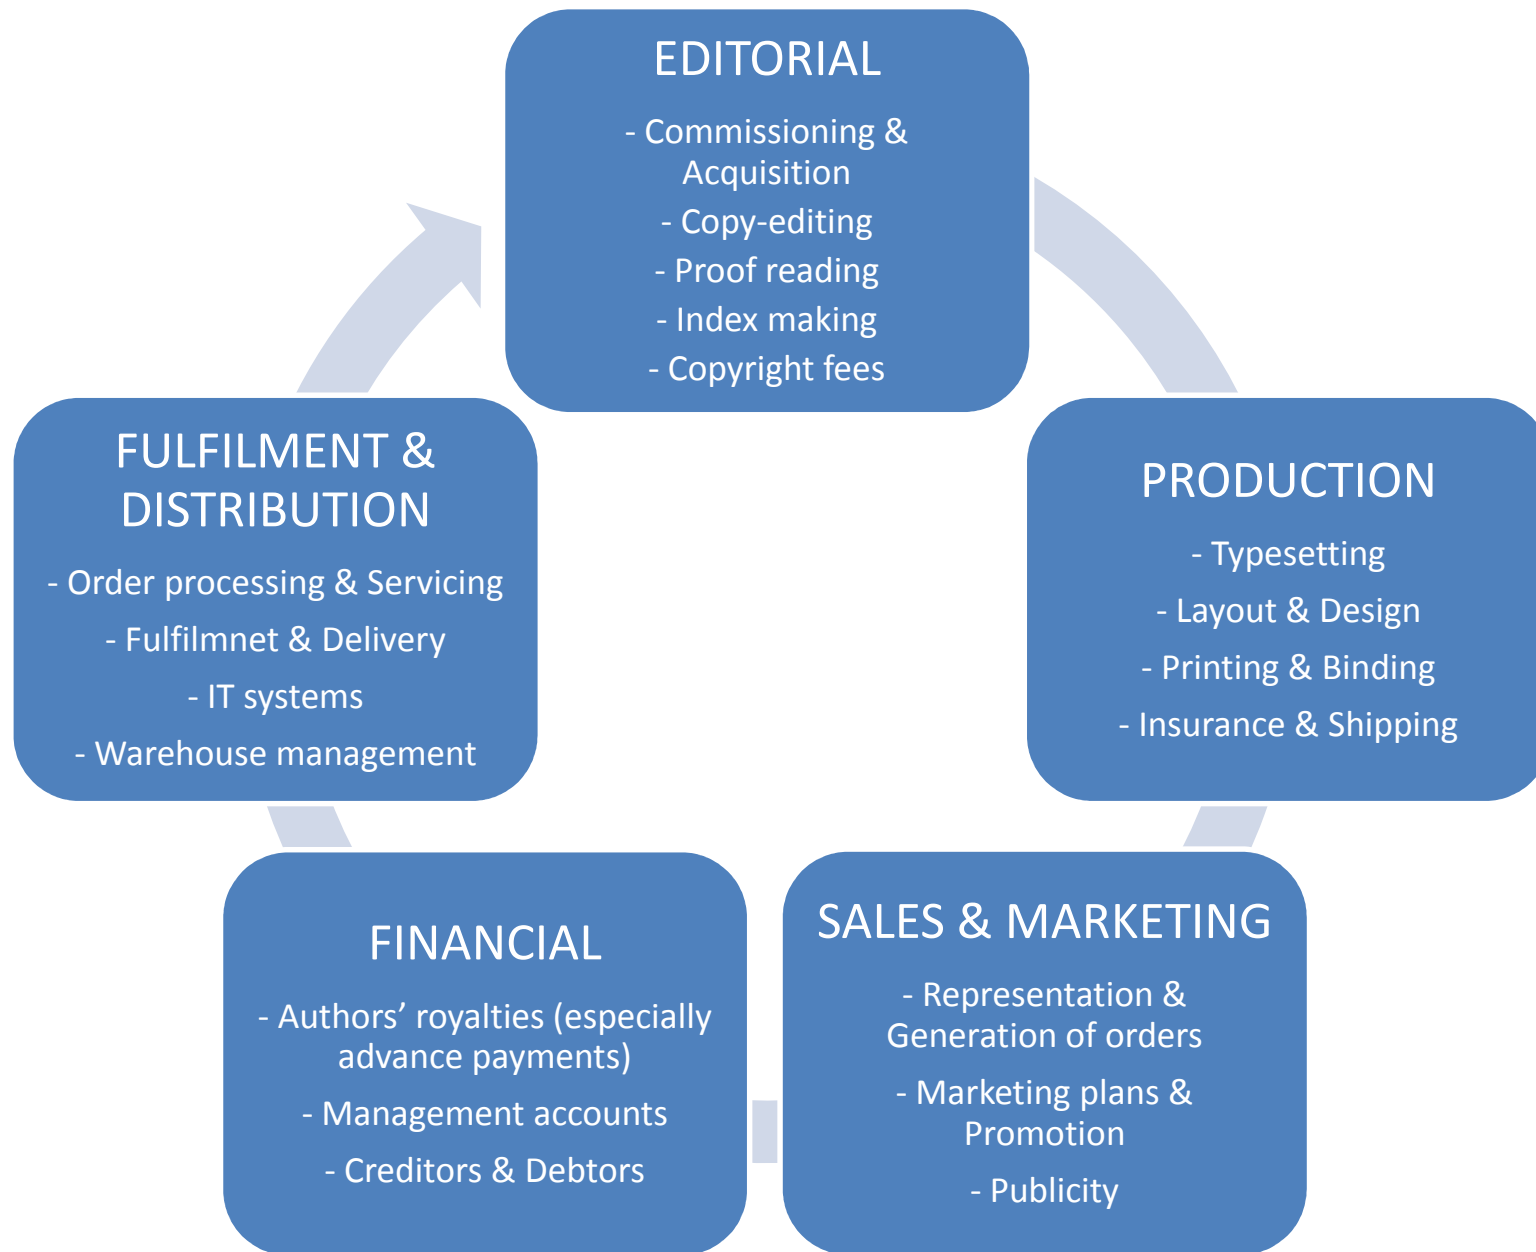 EDITORIAL
- Commissioning &
Acquisition
- Copy-editing
- Proof reading
- Index making
- Copyright fees
PRODUCTION
- Typesetting
- Layout & Design
- Printing & Binding
- Insurance & Shipping
SALES & MARKETING
- Representation &
Generation of orders
- Marketing plans &
Promotion
- Publicity
FINANCIAL
- Authors’ royalties (especially
advance payments)
- Management accounts
- Creditors & Debtors
FULFILMENT &
DISTRIBUTION
- Order processing & Servicing
- Fulfilmnet & Delivery
- IT systems
- Warehouse management